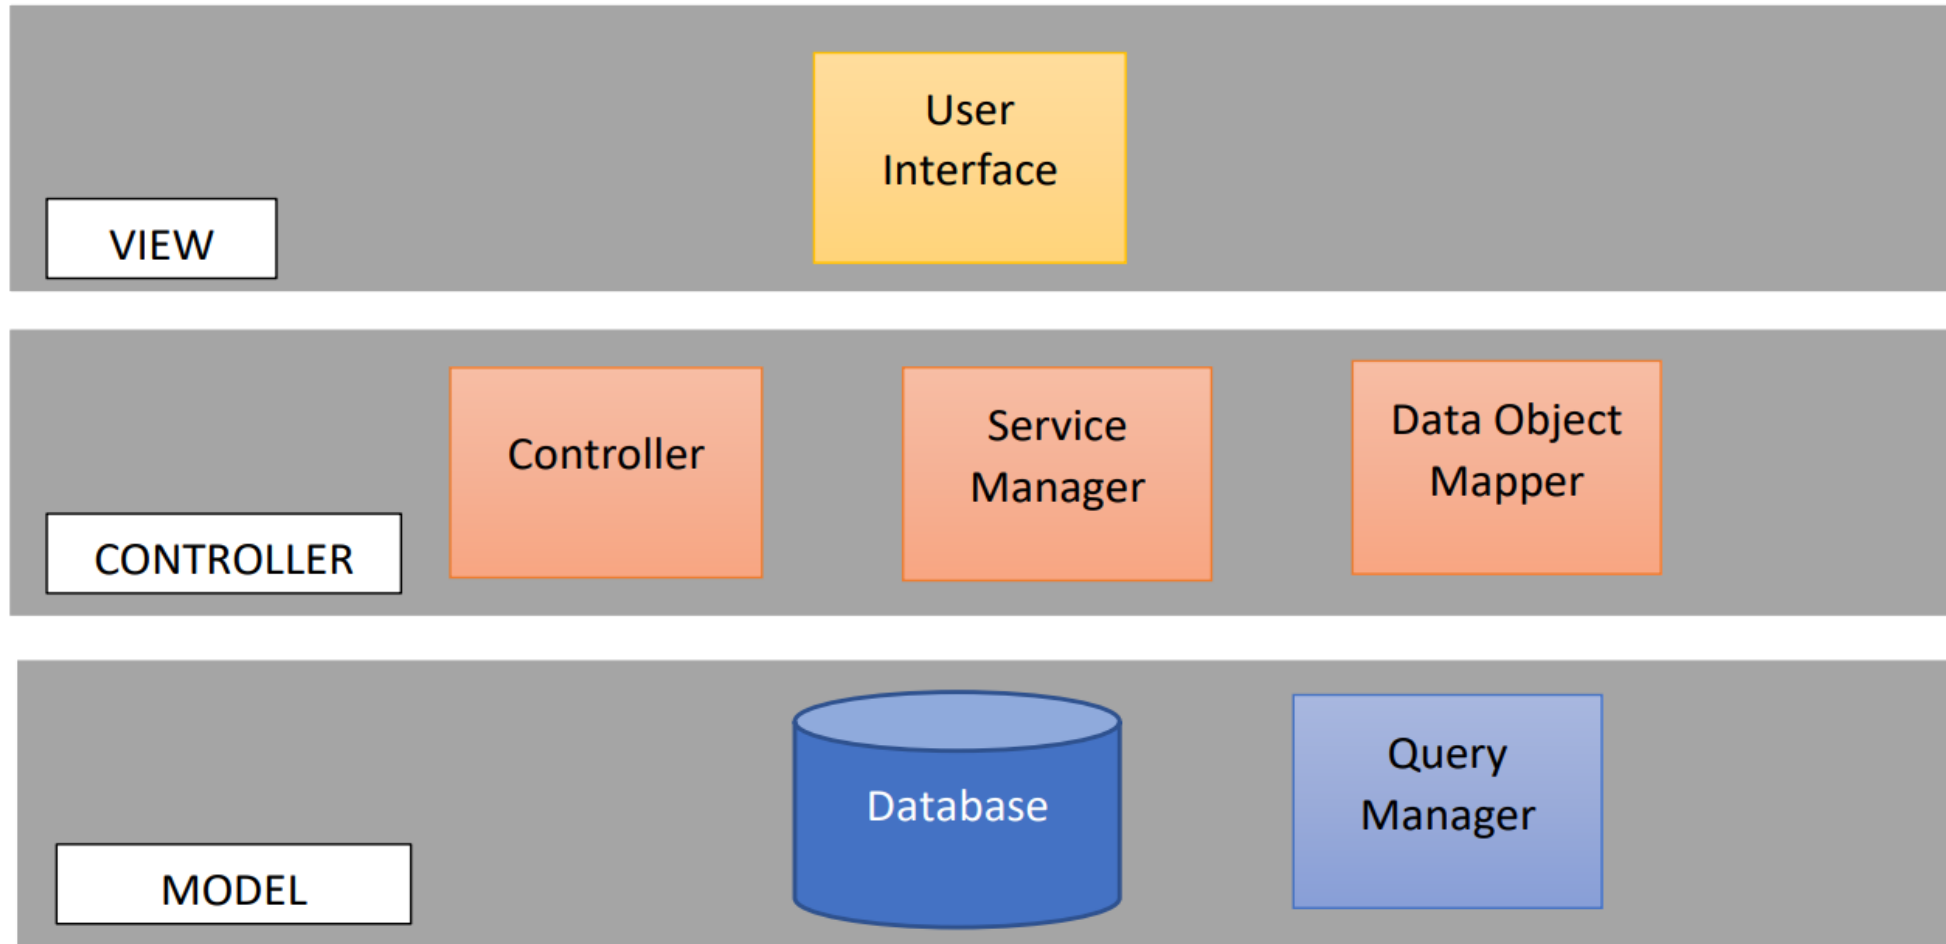 User
Interface
VIEW
Controller
Service
Manager
Data Object
Mapper
CONTROLLER
Database
Query
Manager
MODEL